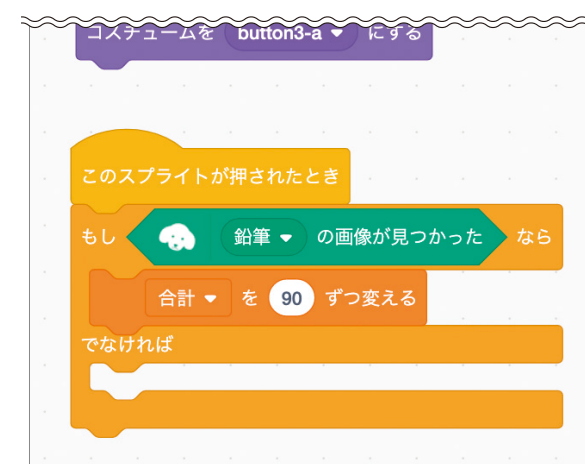 コスチュームを button3-a にする
このスプライトが押されたとき
もし 鉛筆 の画像が見つかった なら
合計 を 90 ずつ変える
でなければ